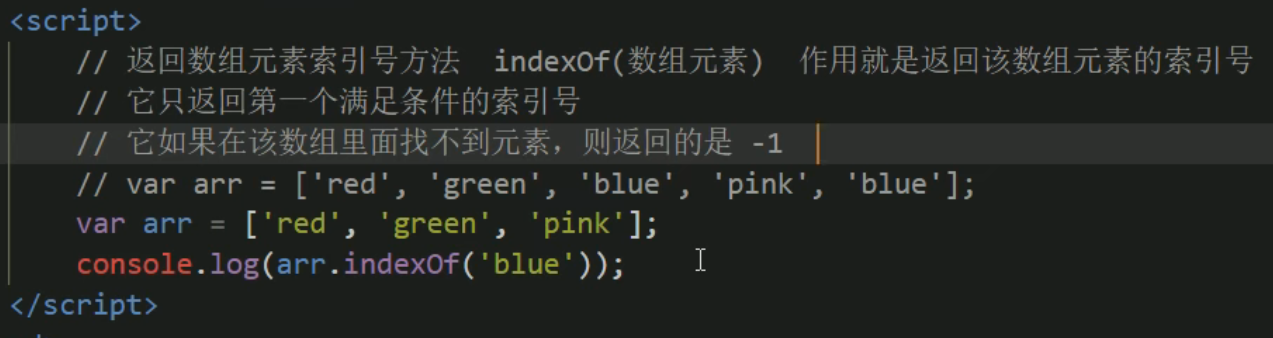 <script>
// 返回数组元素索引号方法  indexOf(数组元素)  作用就是返回该数组元素的索引号
// 它只返回第一个满足条件的索引号
// 它如果在该数组里面找不到元素，则返回的是 -1
// var arr = ['red', 'green', 'blue', 'pink', 'blue'];
var arr = ['red', 'green', 'pink'];
console.log(arr.indexOf('blue'));
</script>